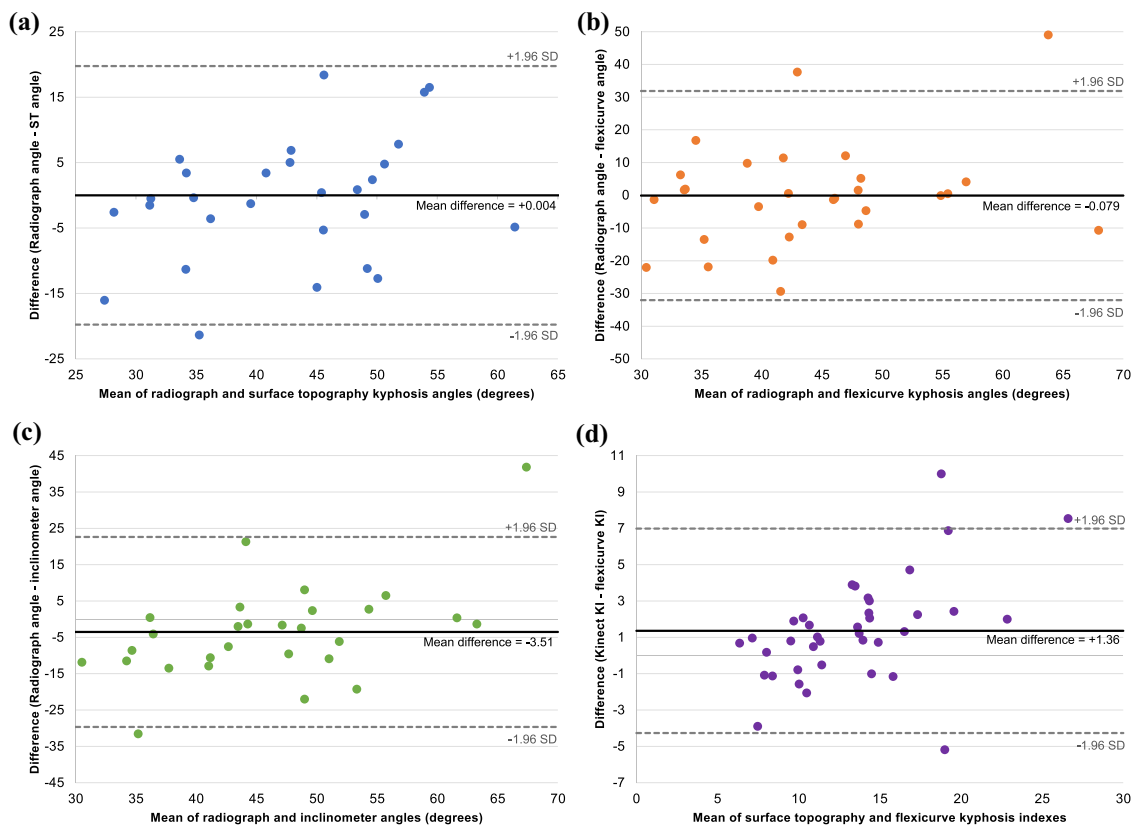 (a)
25
15
5
-5
-15
-25
Difference (Radiograph angle - ST angle)
+1.96 SD
Mean difference = +0.004
-1.96 SD
25 30 35 40 45 50 55 60 65
Mean of radiograph and surface topography kyphosis angles (degrees)
(b)
50
40
30
20
10
0
-10
-20
-30
-40
-50
Difference (Radiograph angle - flexicurve angle)
+1.96 SD
Mean difference = -0.079
-1.96 SD
30 40 50 60 70
Mean of radiograph and flexicurve kyphosis angles (degrees)
(c)
45
35
25
15
5
-5
-15
-25
-35
-45
Difference (Radiograph angle - inclinometer angle)
+1.96 SD
Mean difference = -3.51
-1.96 SD
30 35 40 45 50 55 60 65 70
Mean of radiograph and inclinometer angles (degrees)
(d)
11
9
7
5
3
1
-1
-3
-5
-7
Difference (Kinect KI - flexicurve KI)
+1.96 SD
Mean difference = +1.36
-1.96 SD
0 5 10 15 20 25 30
Mean of surface topography and flexicurve kyphosis indexes